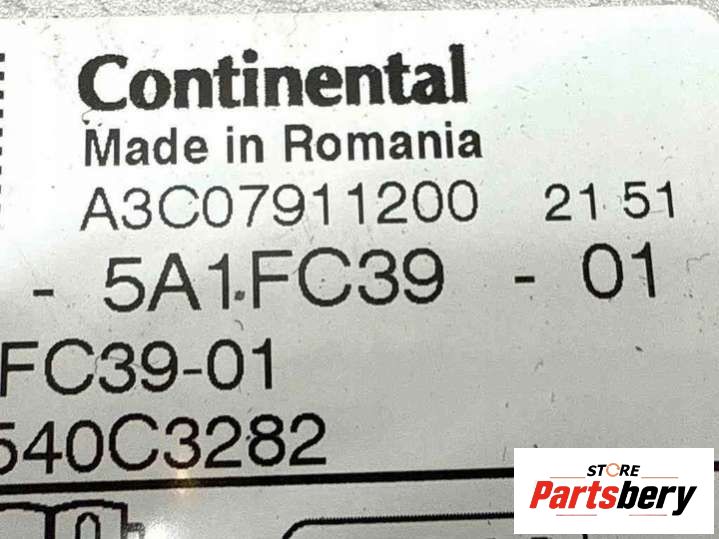 Continental
Made in Romania
A3C07911200 21 51
- 5A1FC39 - 01
FC39-01
540C3282
STORE
Partsbery